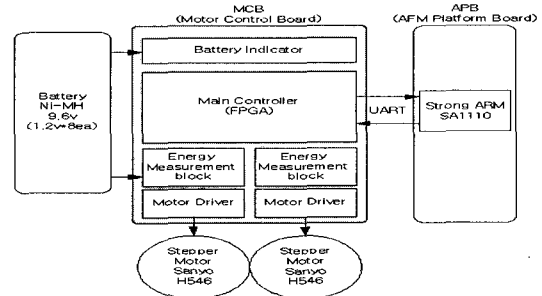 MCB
(Motor Control Board)
APB
(AFM Platform Board)
Battery Indicator
Battery
Ni-MH
9.6v
(1.2v*8ea)
Main Controller
(FPGA)
UART
Strong ARM
SA1110
Energy
Measurement
block
Energy
Measurement
block
Motor Driver
Motor Driver
Stepper
Motor
Sanyo
H546
Stepper
Motor
Sanyo
H546